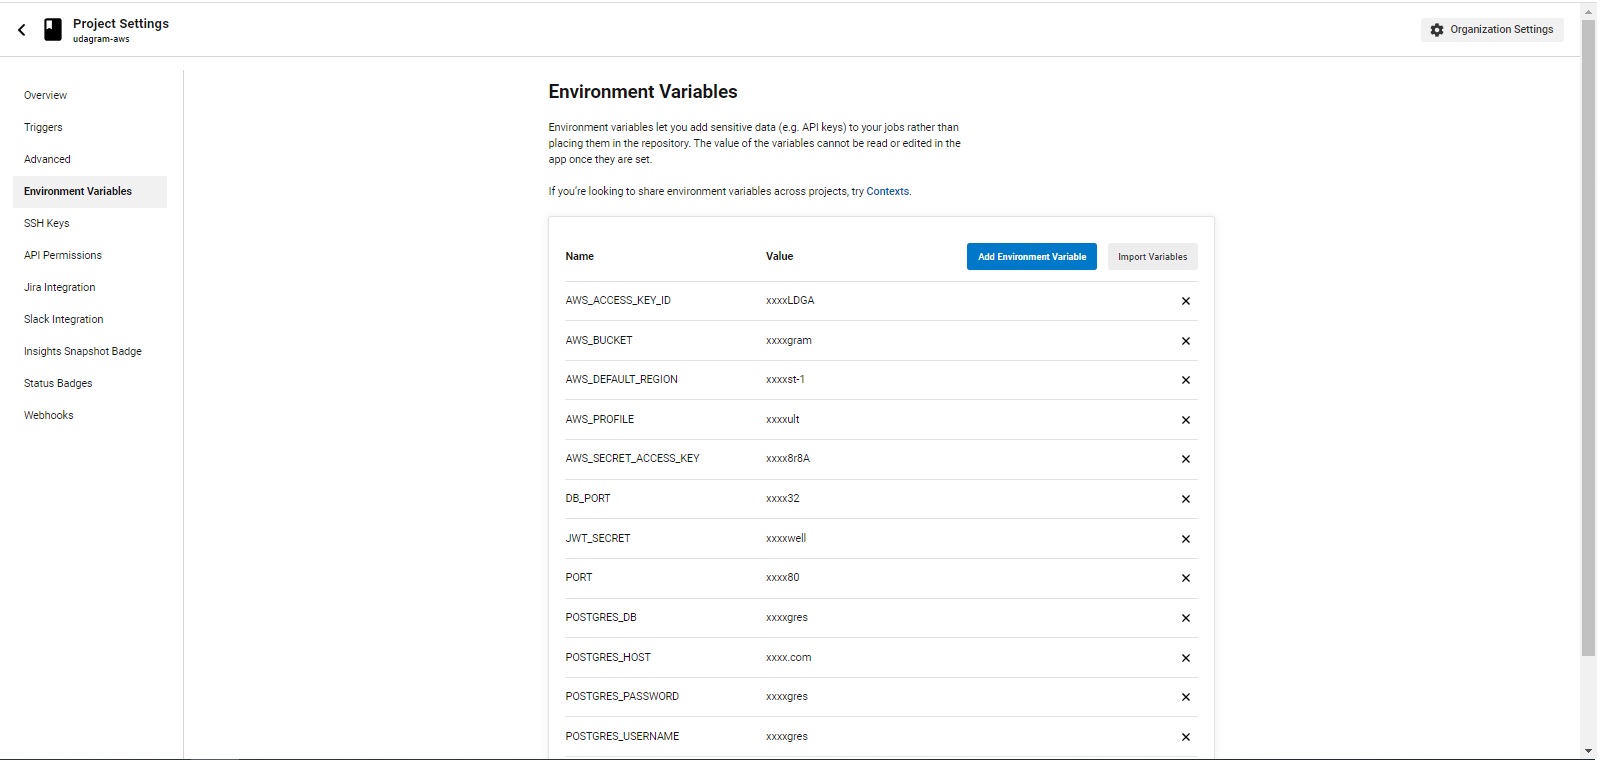 Project Settings
udagram-aws
Organization Settings
Overview
Triggers
Advanced
Environment Variables
SSH Keys
API Permissions
Jira Integration
Slack Integration
Insights Snapshot Badge
Status Badges
Webhooks
Environment Variables
Environment variables let you add sensitive data (e.g. API keys) to your jobs rather than
placing them in the repository. The value of the variables cannot be read or edited in the
app once they are set.
If you're looking to share environment variables across projects, try Contexts.
Name Value Add Environment Variable Import Variables
AWS_ACCESS_KEY_ID xxxxLDGA
AWS_BUCKET xxxxgram
AWS_DEFAULT_REGION xxxxst-1
AWS_PROFILE xxxxult
AWS_SECRET_ACCESS_KEY xxxx8r8A
DB_PORT xxxx32
JWT_SECRET xxxxwell
PORT xxxx80
POSTGRES_DB xxxxgres
POSTGRES_HOST xxxx.com
POSTGRES_PASSWORD xxxxgres
POSTGRES_USERNAME xxxxgres